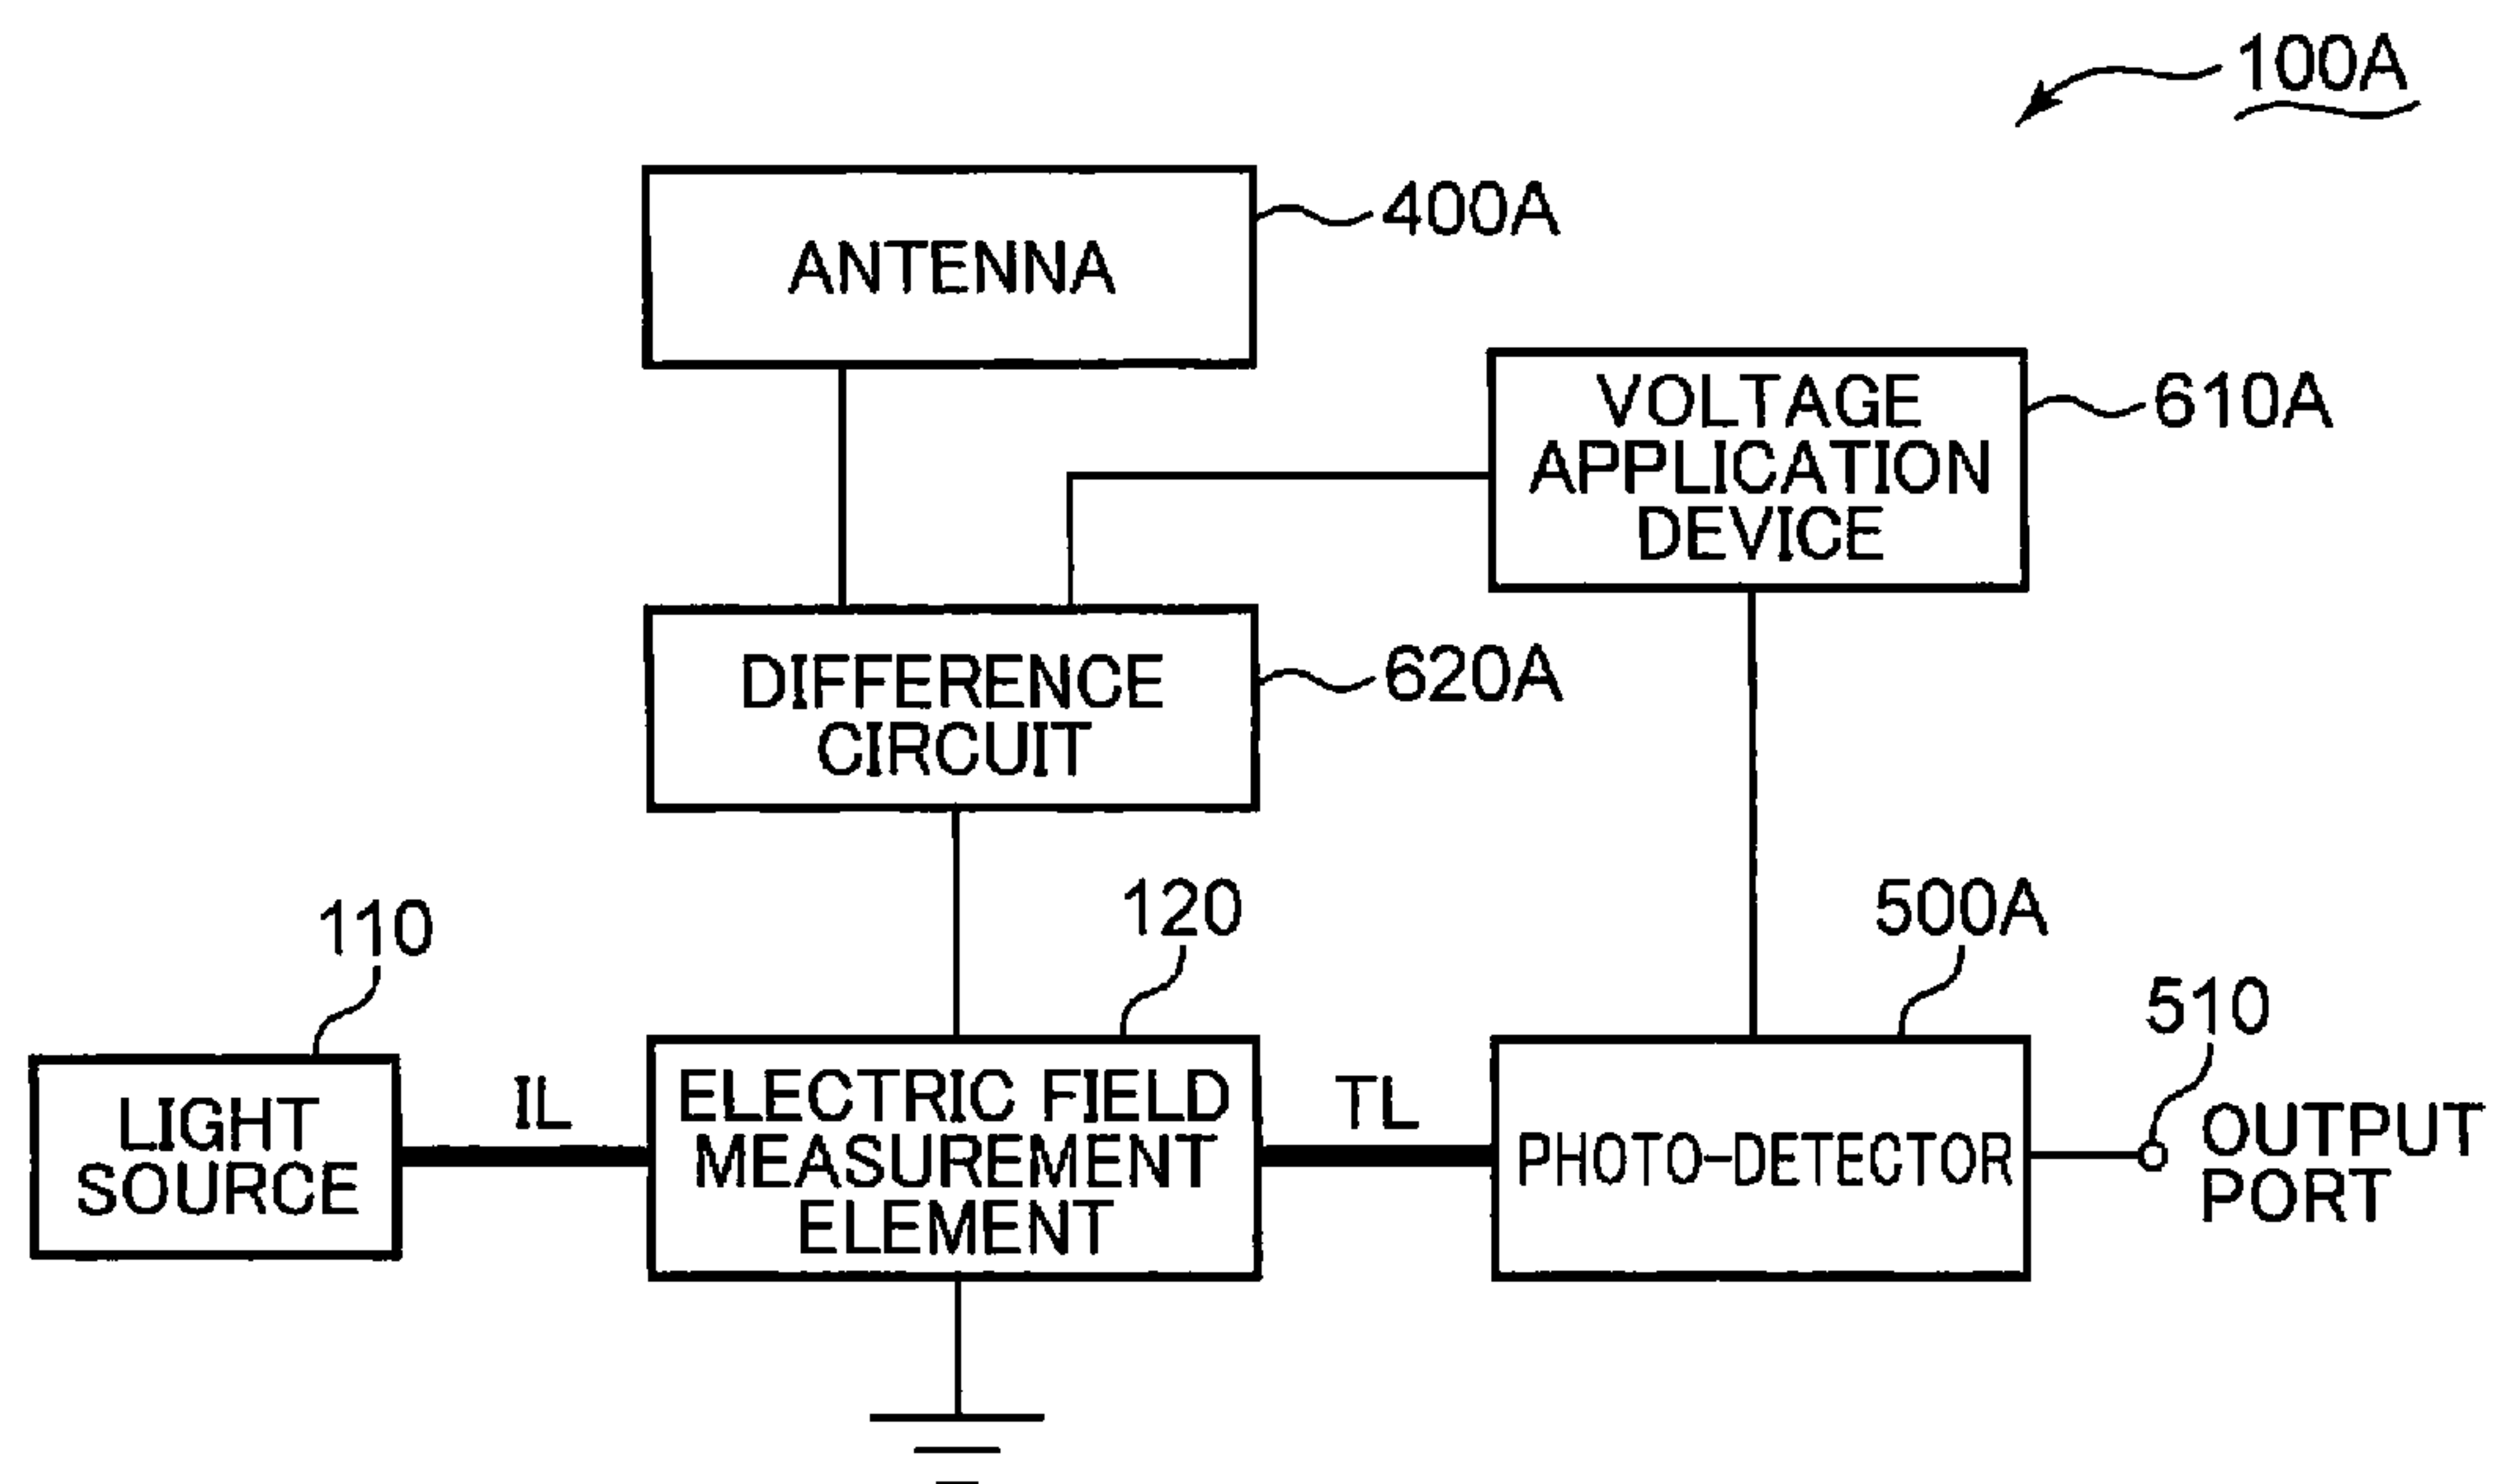 100A
ANTENNA
400A
VOLTAGE
APPLICATION
DEVICE
610A
DIFFERENCE
CIRCUIT
620A
110
120
500A
510
LIGHT
SOURCE
IL
ELECTRIC FIELD
MEASUREMENT
ELEMENT
TL
PHOTO-DETECTOR
OUTPUT
PORT